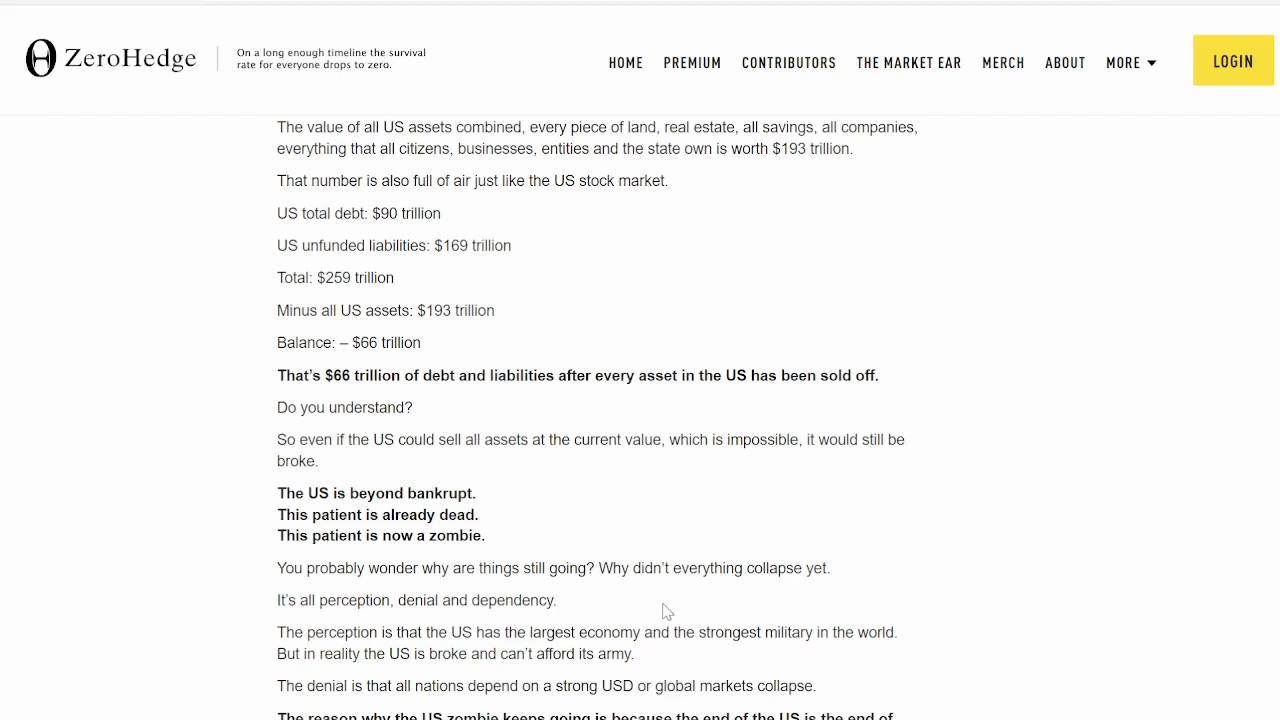 ZeroHedge
On a long enough timeline the survival
rate for everyone drops to zero.
HOME PREMIUM CONTRIBUTORS THE MARKET EAR MERCH ABOUT MORE
LOGIN
The value of all US assets combined, every piece of land, real estate, all savings, all companies,
everything that all citizens, businesses, entities and the state own is worth $193 trillion.
That number is also full of air just like the US stock market.
US total debt: $90 trillion
US unfunded liabilities: $169 trillion
Total: $259 trillion
Minus all US assets: $193 trillion
Balance: – $66 trillion
That’s $66 trillion of debt and liabilities after every asset in the US has been sold off.
Do you understand?
So even if the US could sell all assets at the current value, which is impossible, it would still be
broke.
The US is beyond bankrupt.
This patient is already dead.
This patient is now a zombie.
You probably wonder why are things still going? Why didn’t everything collapse yet.
It’s all perception, denial and dependency.
The perception is that the US has the largest economy and the strongest military in the world.
But in reality the US is broke and can’t afford its army.
The denial is that all nations depend on a strong USD or global markets collapse.
The reason why the US zombie keeps going is because the end of the US is the end of